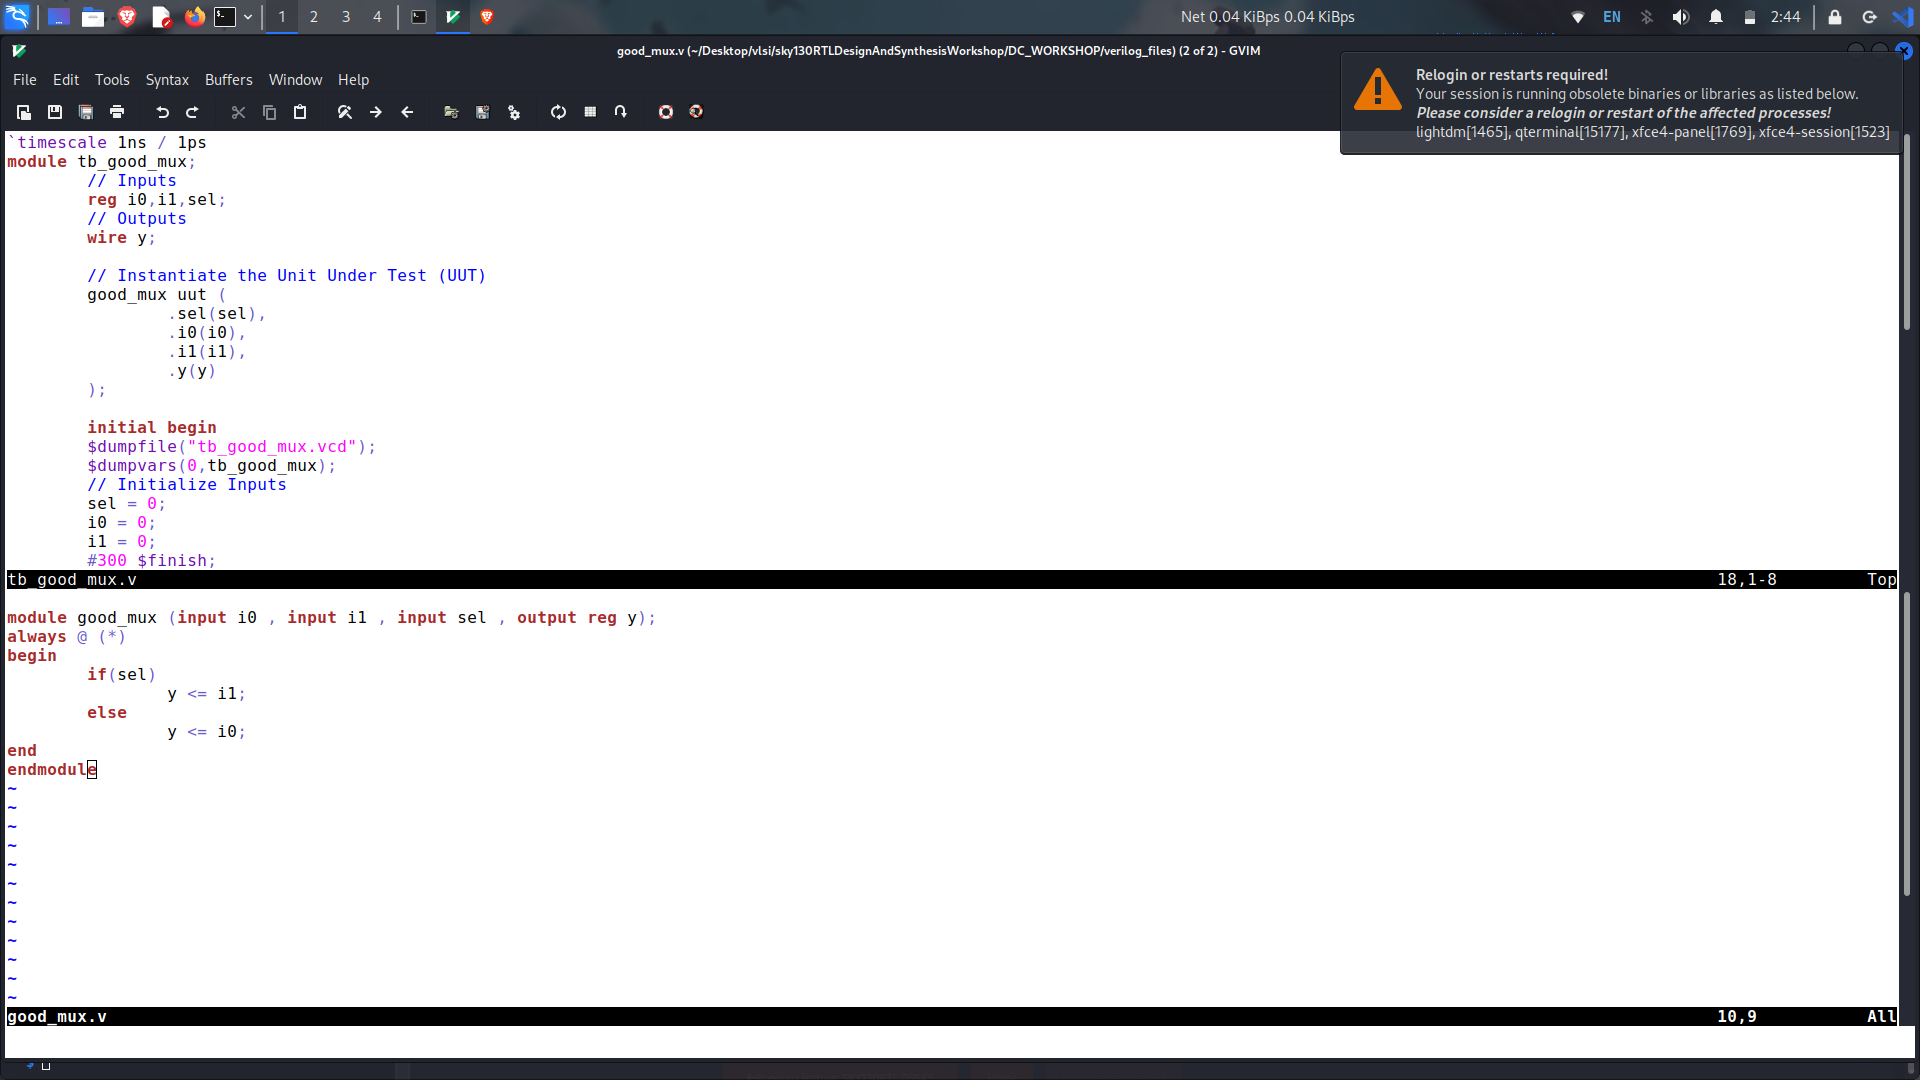 1 2 3 4
Net 0.04 KiBps 0.04 KiBps
EN
2:44
good_mux.v (~/Desktop/vlsi/sky130RTLDesignAndSynthesisWorkshop/DC_WORKSHOP/verilog_files) (2 of 2) - GVIM
File Edit Tools Syntax Buffers Window Help
Relogin or restarts required!
Your session is running obsolete binaries or libraries as listed below.
Please consider a relogin or restart of the affected processes!
lightdm[1465], qterminal[15177], xfce4-panel[1769], xfce4-session[1523]
`timescale 1ns / 1ps
module tb_good_mux;
// Inputs
reg i0,i1,sel;
// Outputs
wire y;
// Instantiate the Unit Under Test (UUT)
good_mux uut (
.sel(sel),
.i0(i0),
.i1(i1),
.y(y)
);
initial begin
$dumpfile("tb_good_mux.vcd");
$dumpvars(0,tb_good_mux);
// Initialize Inputs
sel = 0;
i0 = 0;
i1 = 0;
#300 $finish;
tb_good_mux.v 18,1-8 Top
module good_mux (input i0 , input i1 , input sel , output reg y);
always @ (*)
begin
if(sel)
y <= i1;
else
y <= i0;
end
endmodule
~
~
~
~
~
~
~
~
~
~
~
~
good_mux.v 10,9 All